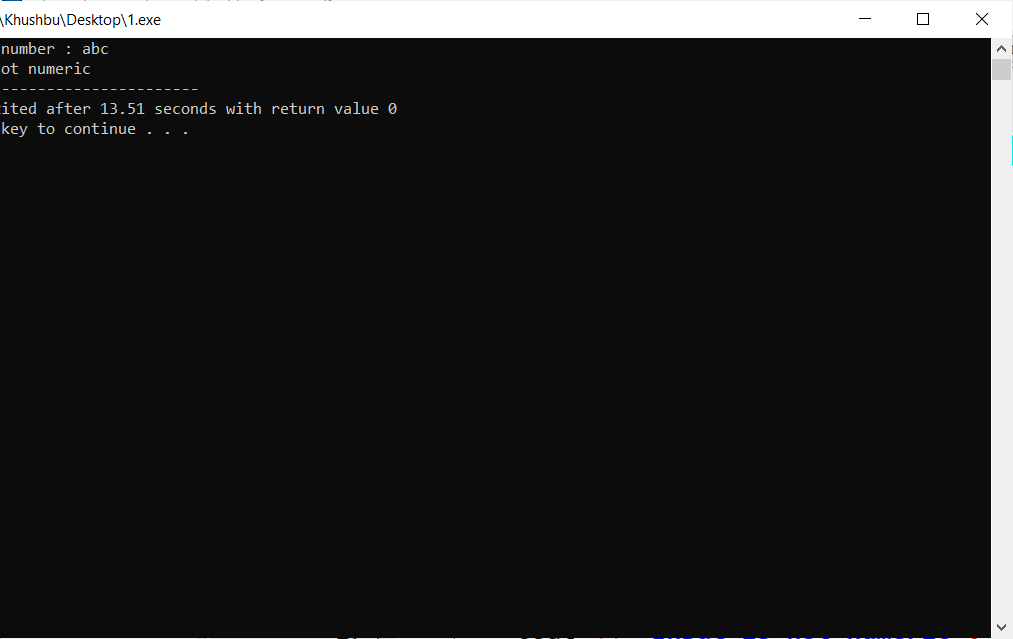 \Khushbu\Desktop\1.exe
number : abc
ot numeric
----------------------
ited after 13.51 seconds with return value 0
key to continue . . .